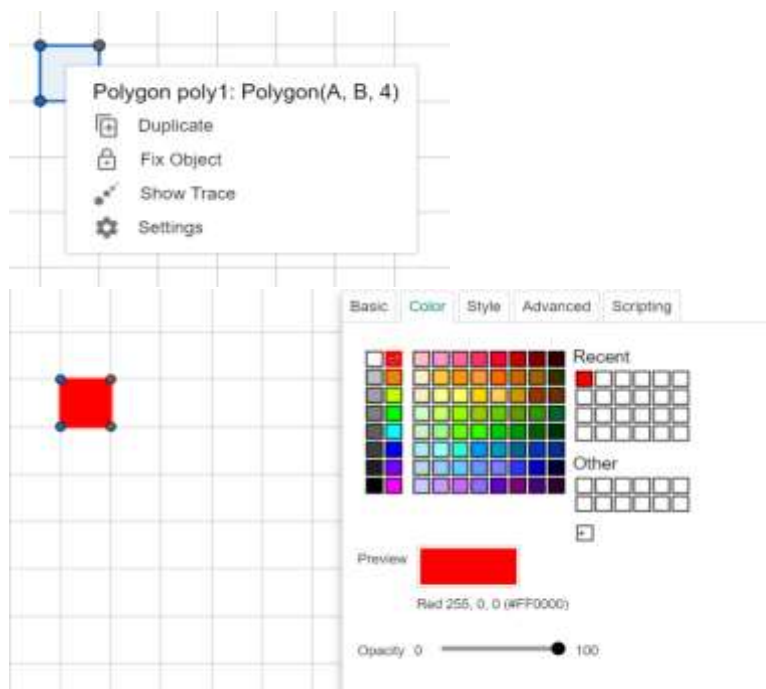 Polygon poly1: Polygon(A, B, 4)
Duplicate
Fix Object
Show Trace
Settings
Basic Color Style Advanced Scripting
Recent
Other
+
Preview
Red 255, 0, 0 (#FF0000)
Opacity 0 100